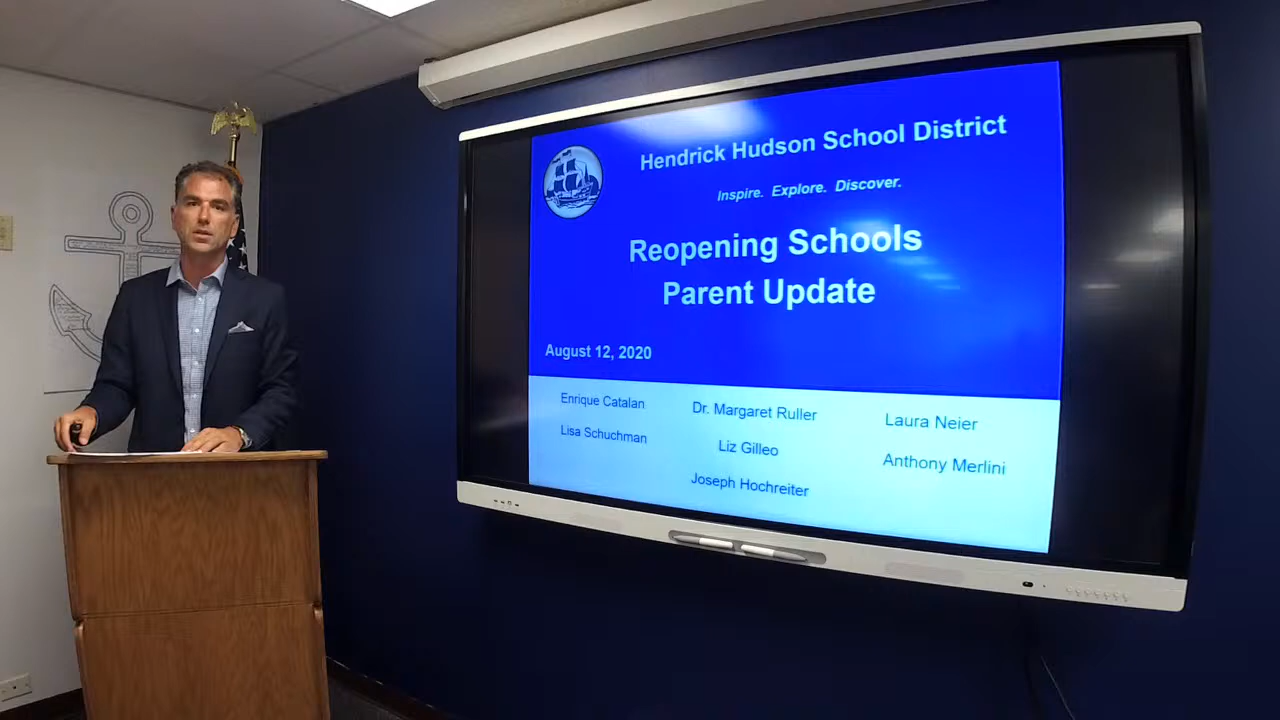 Hendrick Hudson School District
Inspire. Explore. Discover.
Reopening Schools
Parent Update
August 12, 2020
Enrique Catalan
Lisa Schuchman
Dr. Margaret Ruller
Liz Gilleo
Joseph Hochreiter
Laura Neier
Anthony Merlini